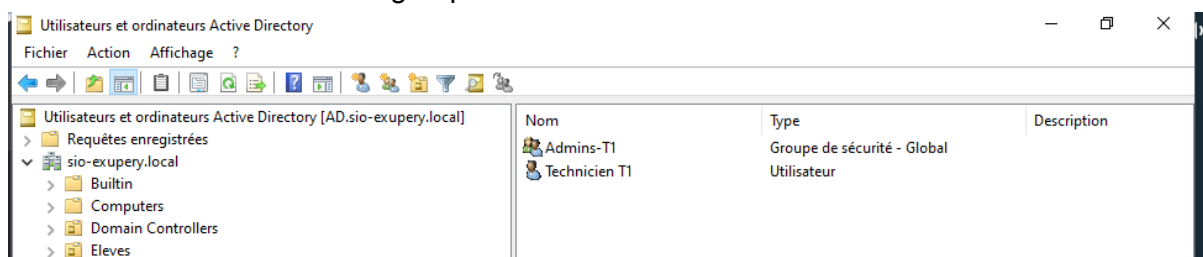 Utilisateurs et ordinateurs Active Directory
Fichier Action Affichage ?
Utilisateurs et ordinateurs Active Directory [AD.sio-exupery.local]
Requêtes enregistrées
sio-exupery.local
Builtin
Computers
Domain Controllers
Eleves
Nom Type Description
Admins-T1 Groupe de sécurité - Global
Technicien T1 Utilisateur